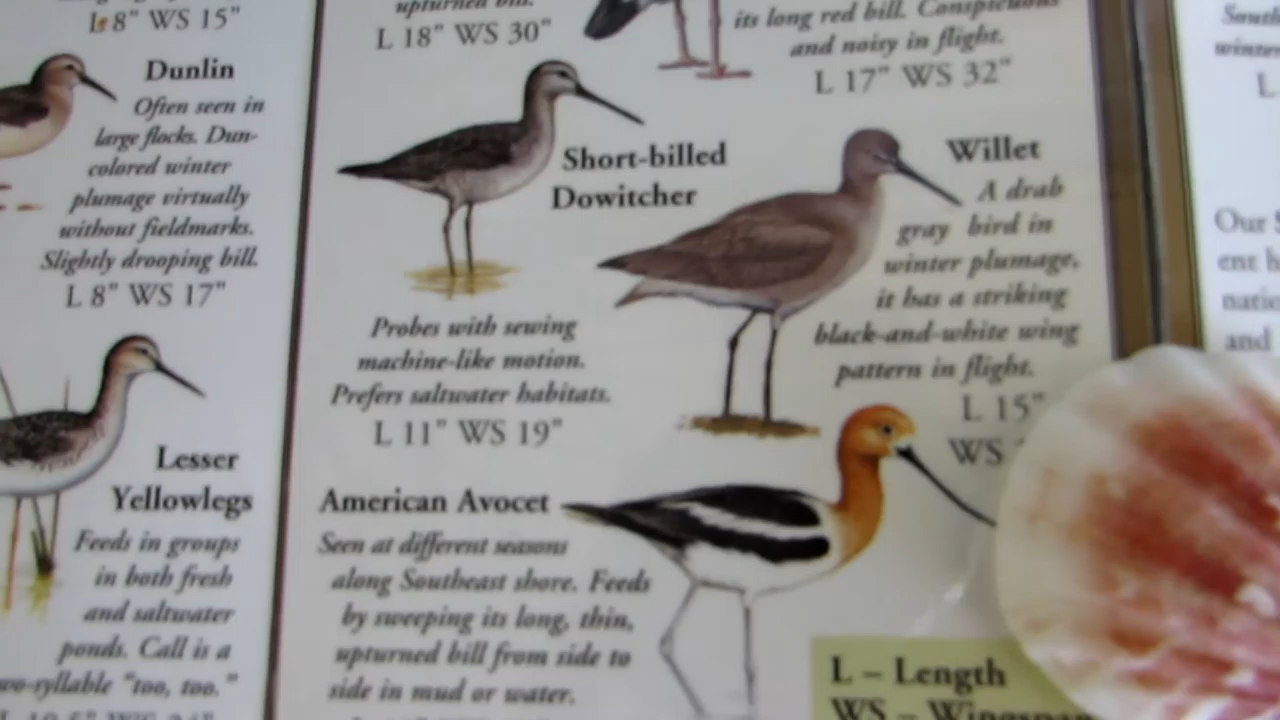 L 8" WS 15"
Dunlin
Often seen in
large flocks. Dun-
colored winter
plumage virtually
without fieldmarks.
Slightly drooping bill.
L 8" WS 17"
Lesser
Yellowlegs
Feeds in groups
in both fresh
and saltwater
ponds. Call is a
"too, too."
upturned bill.
L 18" WS 30"
its long red bill. Conspicuous
and noisy in flight.
L 17" WS 32"
Short-billed
Dowitcher
Probes with sewing
machine-like motion.
Prefers saltwater habitats.
L 11" WS 19"
Willet
A drab
gray bird in
winter plumage,
it has a striking
black-and-white wing
pattern in flight.
L 15"
WS
American Avocet
Seen at different seasons
along Southeast shore. Feeds
by sweeping its long, thin,
upturned bill from side to
side in mud or water.
L – Length
WS – Wingspan
Our
and